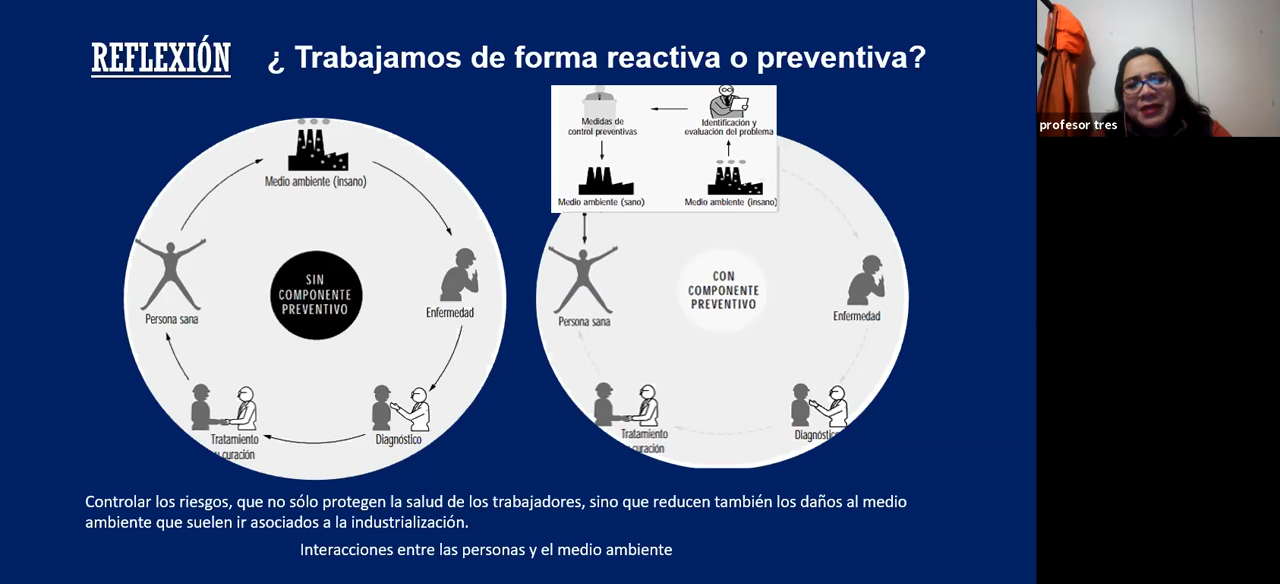 REFLEXIÓN
¿ Trabajamos de forma reactiva o preventiva?
profesor tres
Medio ambiente (insano)
Persona sana
SIN
COMPONENTE
PREVENTIVO
Enfermedad
Tratamiento
y curación
Diagnóstico
Medidas de
control preventivas
Identificación y
evaluación del problema
Medio ambiente (sano)
Medio ambiente (insano)
Persona sana
CON
COMPONENTE
PREVENTIVO
Enfermedad
Tratamiento
y curación
Diagnóstico
Controlar los riesgos, que no sólo protegen la salud de los trabajadores, sino que reducen también los daños al medio
ambiente que suelen ir asociados a la industrialización.
Interacciones entre las personas y el medio ambiente